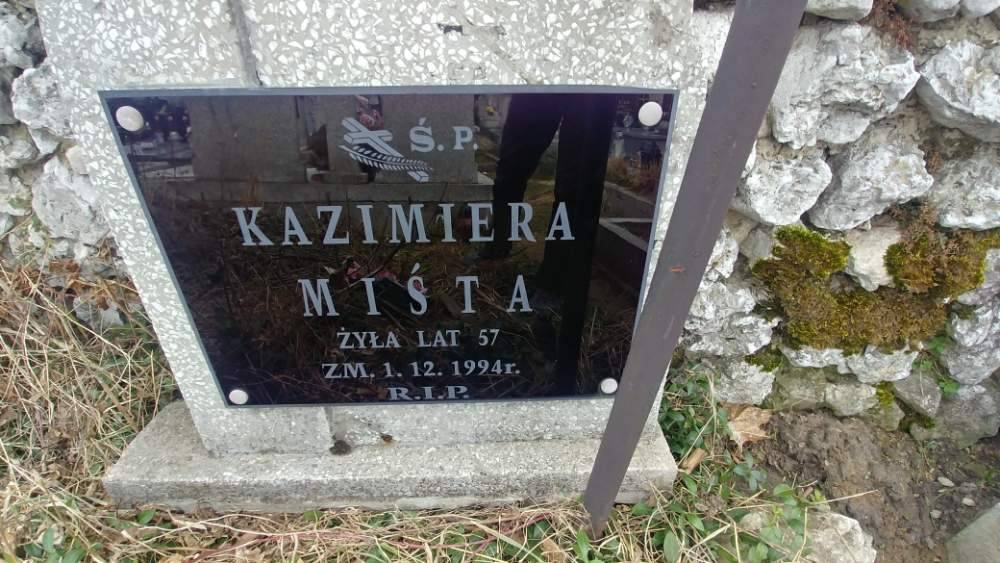 Ś. P.
KAZIMIERA
MIŚTA
ŻYŁA LAT 57
ZM. 1. 12. 1994r.
R.I.P.